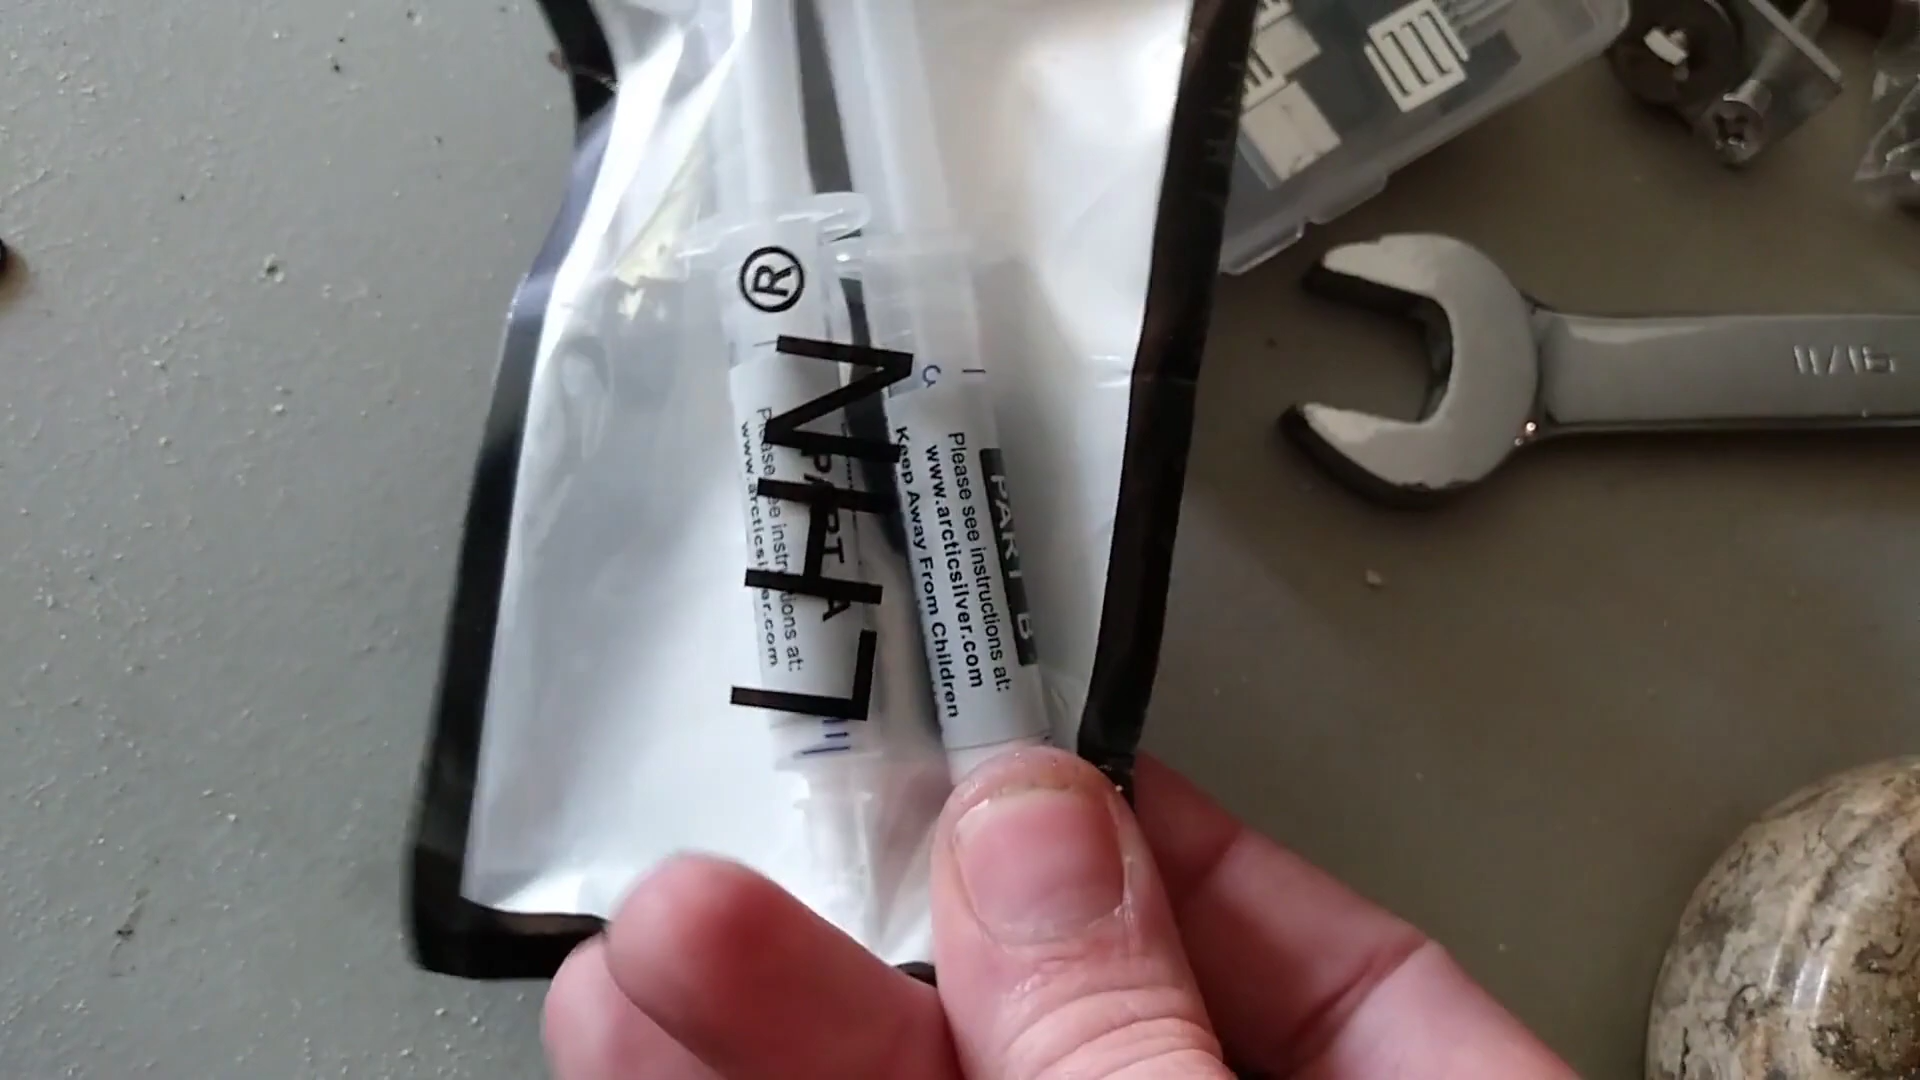 LHN®
PART A
Please see instructions at:
www.arcticsilver.com
PART B
Please see instructions at:
www.arcticsilver.com
Keep Away From Children
11/16